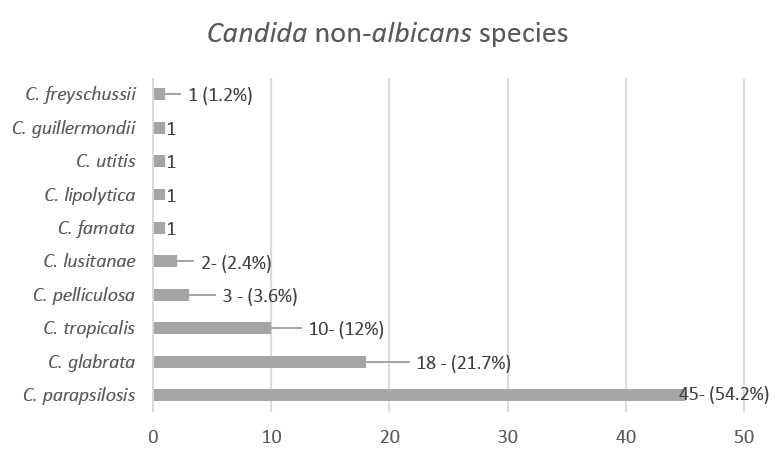 Candida non-albicans species
C. freyschussii 1 (1.2%)
C. guillermondii 1
C. utitis 1
C. lipolytica 1
C. famata 1
C. lusitanae 2- (2.4%)
C. pelliculosa 3 - (3.6%)
C. tropicalis 10- (12%)
C. glabrata 18 - (21.7%)
C. parapsilosis 45- (54.2%)
0 10 20 30 40 50